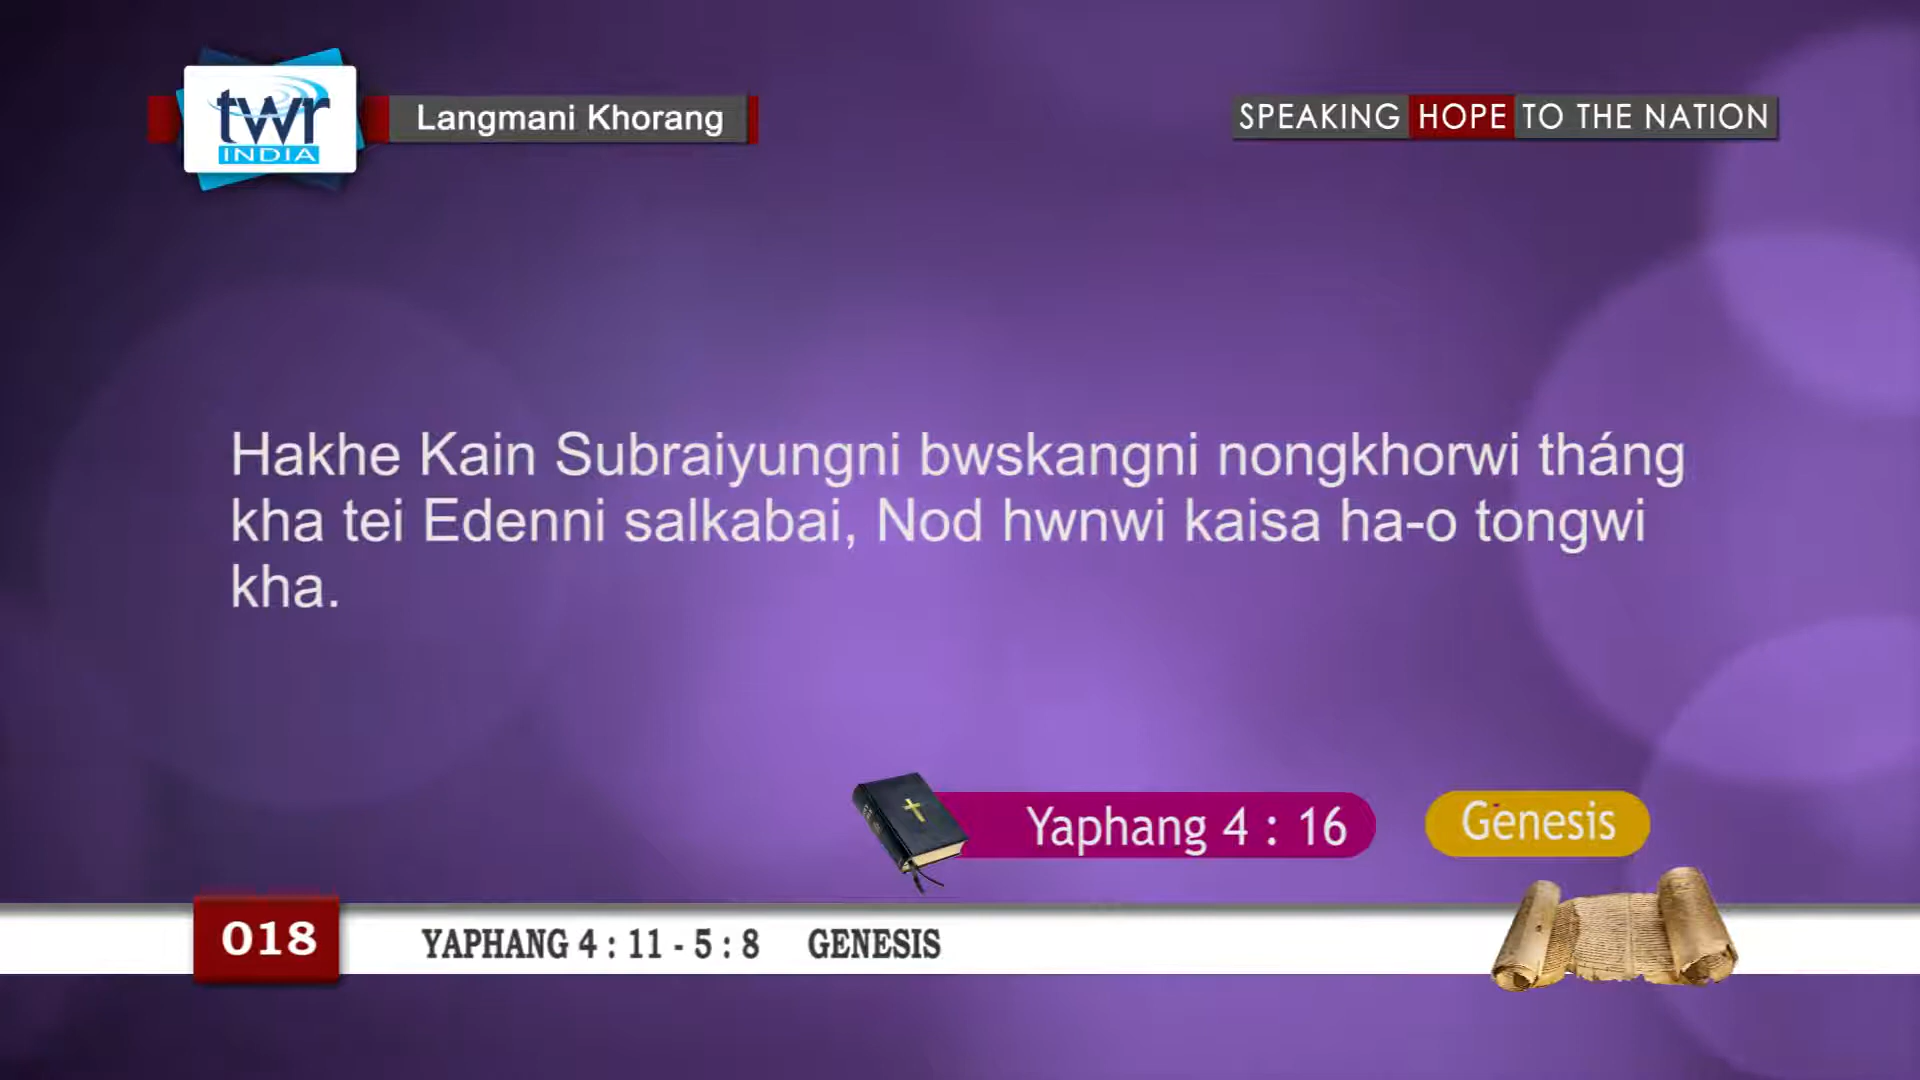 twr
INDIA
Langmani Khorang
SPEAKING HOPE TO THE NATION
Hakhe Kain Subraiyungni bwskangni nongkhorwi tháng
kha tei Edenni salkabai, Nod hwnwi kaisa ha-o tongwi
kha.
Yaphang 4 : 16
Genesis
018
YAPHANG 4 : 11 - 5 : 8 GENESIS